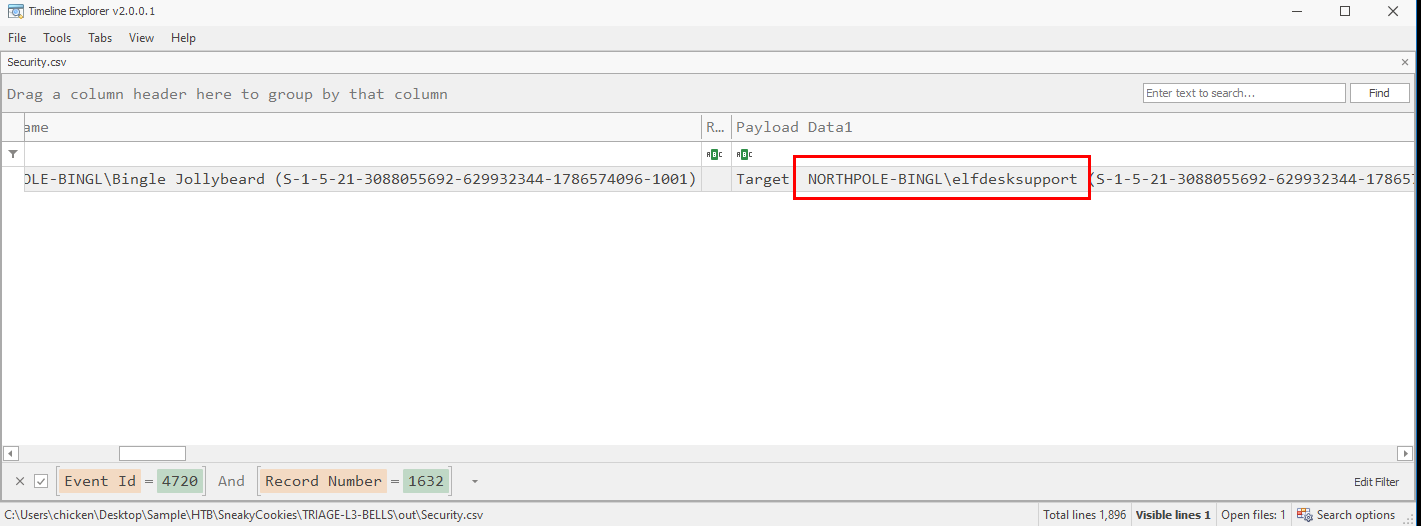 Timeline Explorer v2.0.0.1
File Tools Tabs View Help
Security.csv
Drag a column header here to group by that column
Enter text to search... Find
ame R... Payload Data1
OLE-BINGL\Bingle Jollybeard (S-1-5-21-3088055692-629932344-1786574096-1001) Target NORTHPOLE-BINGL\elfdesksupport (S-1-5-21-3088055692-629932344-17865
Event Id = 4720 And Record Number = 1632 Edit Filter
C:\Users\chicken\Desktop\Sample\HTB\SneakyCookies\TRIAGE-L3-BELLS\out\Security.csv Total lines 1,896 Visible lines 1 Open files: 1 Search options